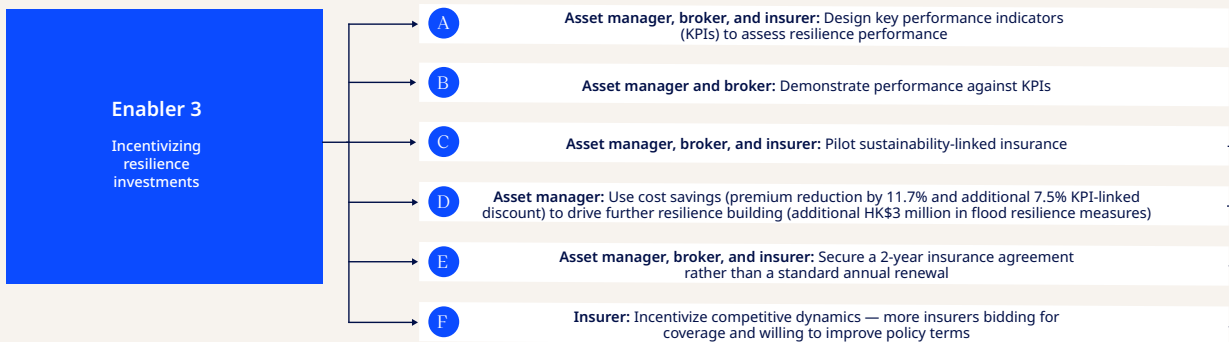 Enabler 3
Incentivizing
resilience
investments
A
Asset manager, broker, and insurer: Design key performance indicators
(KPIs) to assess resilience performance
B
Asset manager and broker: Demonstrate performance against KPIs
C
Asset manager, broker, and insurer: Pilot sustainability-linked insurance
D
Asset manager: Use cost savings (premium reduction by 11.7% and additional 7.5% KPI-linked
discount) to drive further resilience building (additional HK$3 million in flood resilience measures)
E
Asset manager, broker, and insurer: Secure a 2-year insurance agreement
rather than a standard annual renewal
F
Insurer: Incentivize competitive dynamics — more insurers bidding for
coverage and willing to improve policy terms